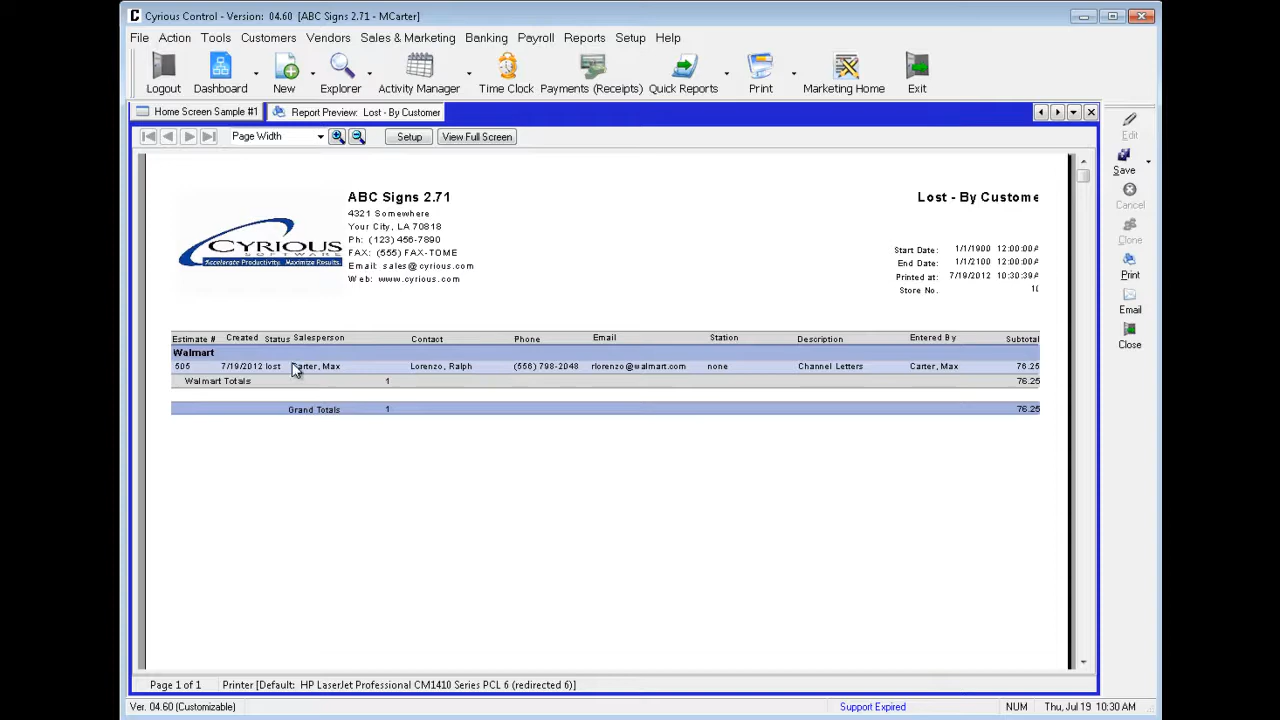 Cyrious Control - Version: 04.60 [ABC Signs 2.71 - MCarter]
File Action Tools Customers Vendors Sales & Marketing Banking Payroll Reports Setup Help
Logout Dashboard New Explorer Activity Manager Time Clock Payments (Receipts) Quick Reports Print Marketing Home Exit
Home Screen Sample #1 Report Preview: Lost - By Customer
Page Width Setup View Full Screen
Edit
Save
Cancel
Clone
Print
Email
Close
CYRIOUS
SOFTWARE
Accelerate Productivity. Maximize Results.
ABC Signs 2.71
4321 Somewhere
Your City, LA 70818
Ph: (123) 456-7890
FAX: (555) FAX-TOME
Email: sales@cyrious.com
Web: www.cyrious.com
Lost - By Custome
Start Date: 1/1/1900 12:00:00A
End Date: 1/1/2100 12:00:00A
Printed at: 7/19/2012 10:30:39A
Store No. 10
Estimate # Created Status Salesperson Contact Phone Email Station Description Entered By Subtotal
Walmart
505 7/19/2012 lost Carter, Max Lorenzo, Ralph (556) 798-2048 rlorenzo@walmart.com none Channel Letters Carter, Max 76.25
Walmart Totals 1 76.25
Grand Totals 1 76.25
Page 1 of 1 Printer [Default: HP LaserJet Professional CM1410 Series PCL 6 (redirected 6)]
Ver. 04.60 (Customizable) Support Expired NUM Thu, Jul 19 10:30 AM